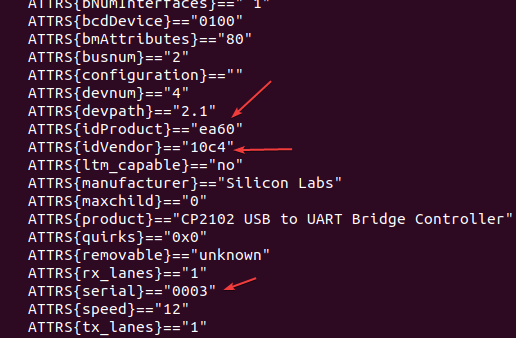 ATTRS{bNumInterfaces}==" 1"
ATTRS{bcdDevice}=="0100"
ATTRS{bmAttributes}=="80"
ATTRS{busnum}=="2"
ATTRS{configuration}==""
ATTRS{devnum}=="4"
ATTRS{devpath}=="2.1"
ATTRS{idProduct}=="ea60"
ATTRS{idVendor}=="10c4"
ATTRS{ltm_capable}=="no"
ATTRS{manufacturer}=="Silicon Labs"
ATTRS{maxchild}=="0"
ATTRS{product}=="CP2102 USB to UART Bridge Controller"
ATTRS{quirks}=="0x0"
ATTRS{removable}=="unknown"
ATTRS{rx_lanes}=="1"
ATTRS{serial}=="0003"
ATTRS{speed}=="12"
ATTRS{tx_lanes}=="1"